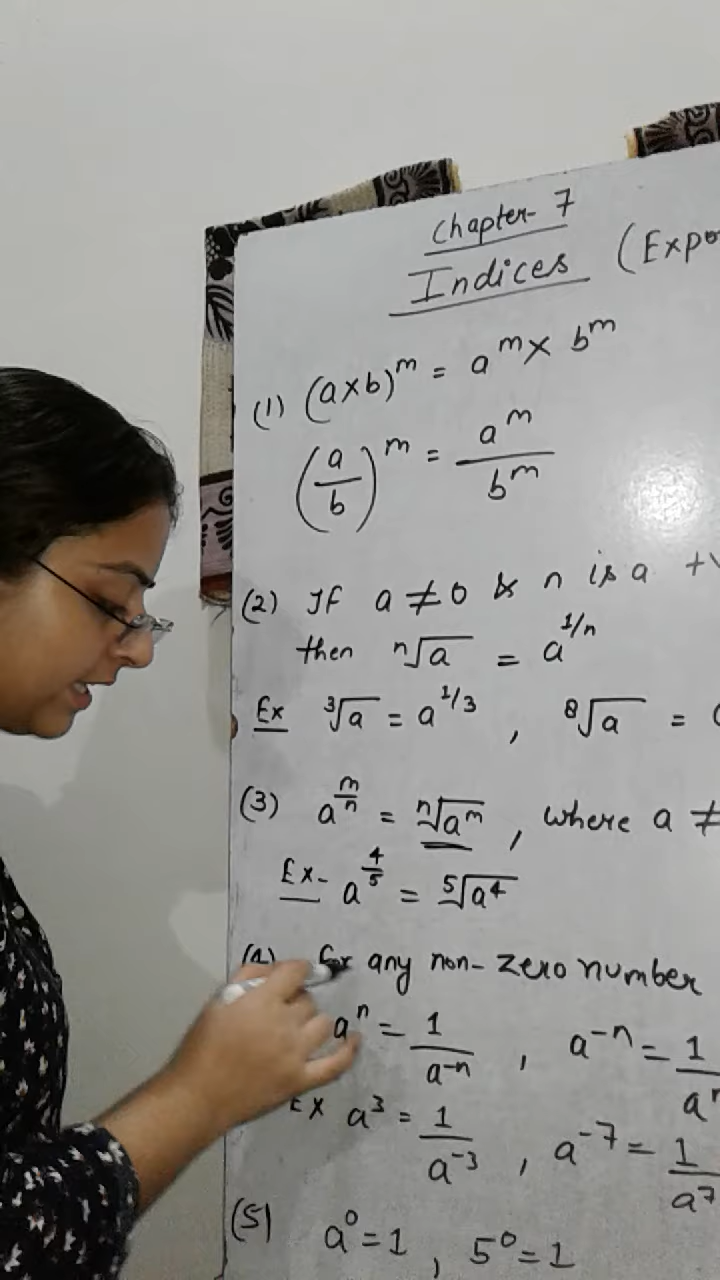 Chapter-7
Indices (Expo
(1) (a×b)^m = a^m × b^m
(a/b)^m = a^m/b^m
(2) If a ≠ 0 & n is a +v
then ⁿ√a = a^1/n
Ex ³√a = a^1/3 , ⁸√a =
(3) a^m/n = ⁿ√a^m , where a ≠
Ex- a^4/5 = ⁵√a^4
(4) For any non-zero number
a^n = 1/a^-n , a^-n = 1/a^n
Ex a^3 = 1/a^-3 , a^-7 = 1/a^7
(5) a^0 = 1 , 5^0 = 1